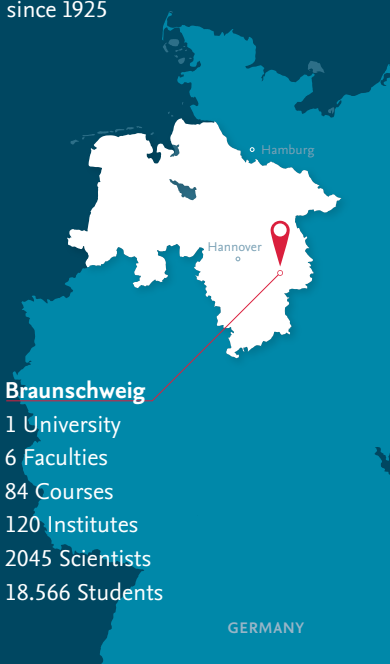 since 1925
Hamburg
Hannover
Braunschweig
1 University
6 Faculties
84 Courses
120 Institutes
2045 Scientists
18.566 Students
GERMANY